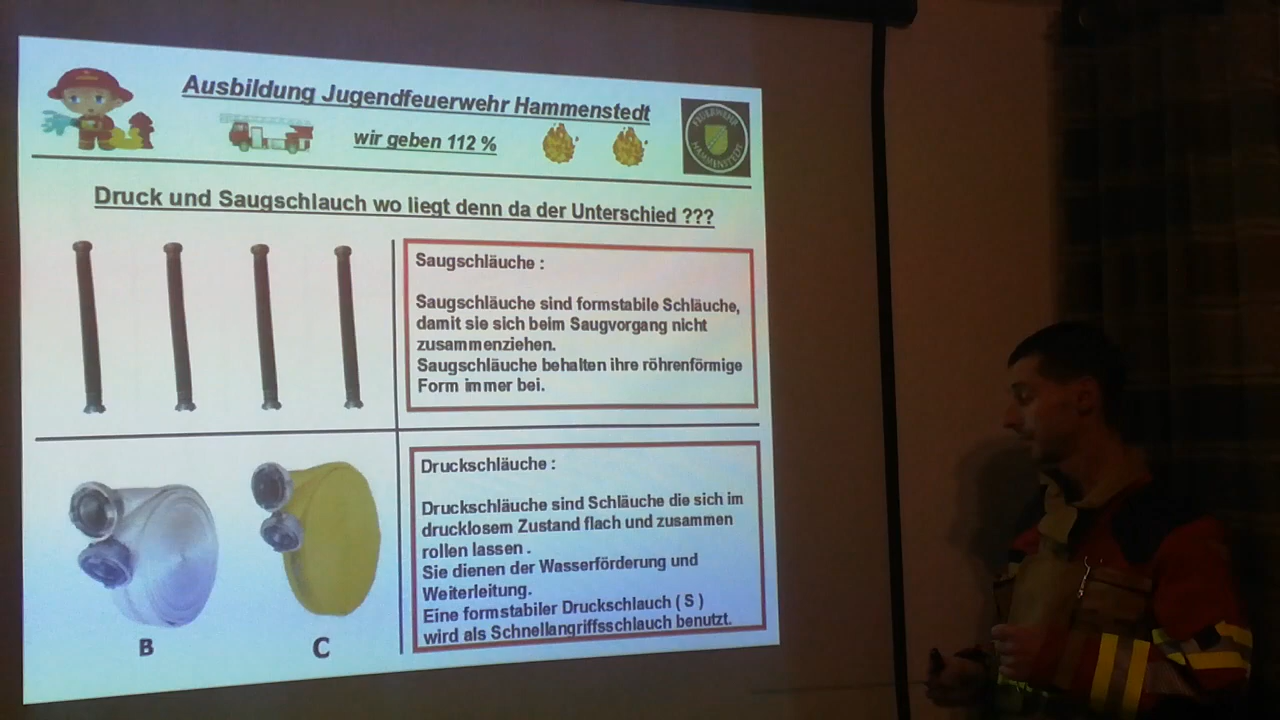 Ausbildung Jugendfeuerwehr Hammenstedt
wir geben 112 %
FEUERWEHR
HAMMENSTEDT
Druck und Saugschlauch wo liegt denn da der Unterschied ???
Saugschläuche :
Saugschläuche sind formstabile Schläuche,
damit sie sich beim Saugvorgang nicht
zusammenziehen.
Saugschläuche behalten ihre röhrenförmige
Form immer bei.
Druckschläuche :
Druckschläuche sind Schläuche die sich im
drucklosem Zustand flach und zusammen
rollen lassen .
Sie dienen der Wasserförderung und
Weiterleitung.
Eine formstabiler Druckschlauch ( S )
wird als Schnellangriffsschlauch benutzt.
B
C